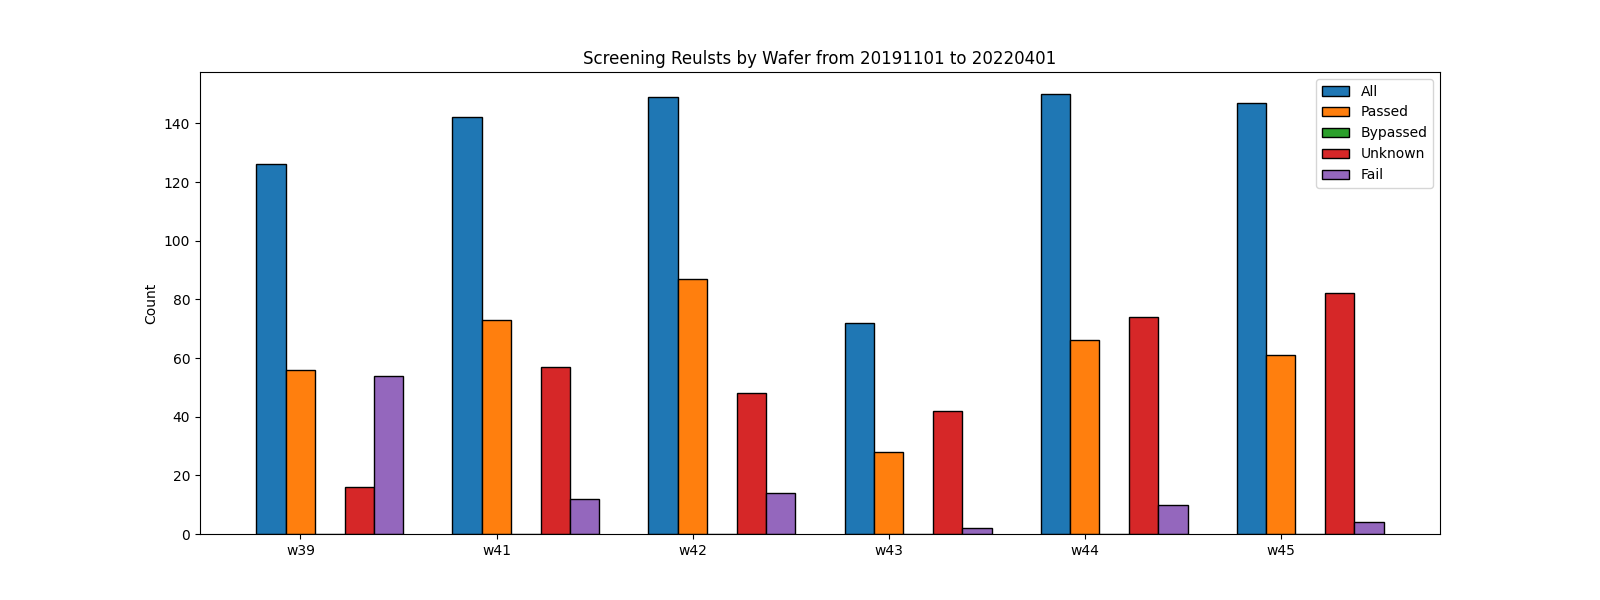 Screening Reulsts by Wafer from 20191101 to 20220401
All
Passed
Bypassed
Unknown
Fail
Count
140
120
100
80
60
40
20
0
w39
w41
w42
w43
w44
w45